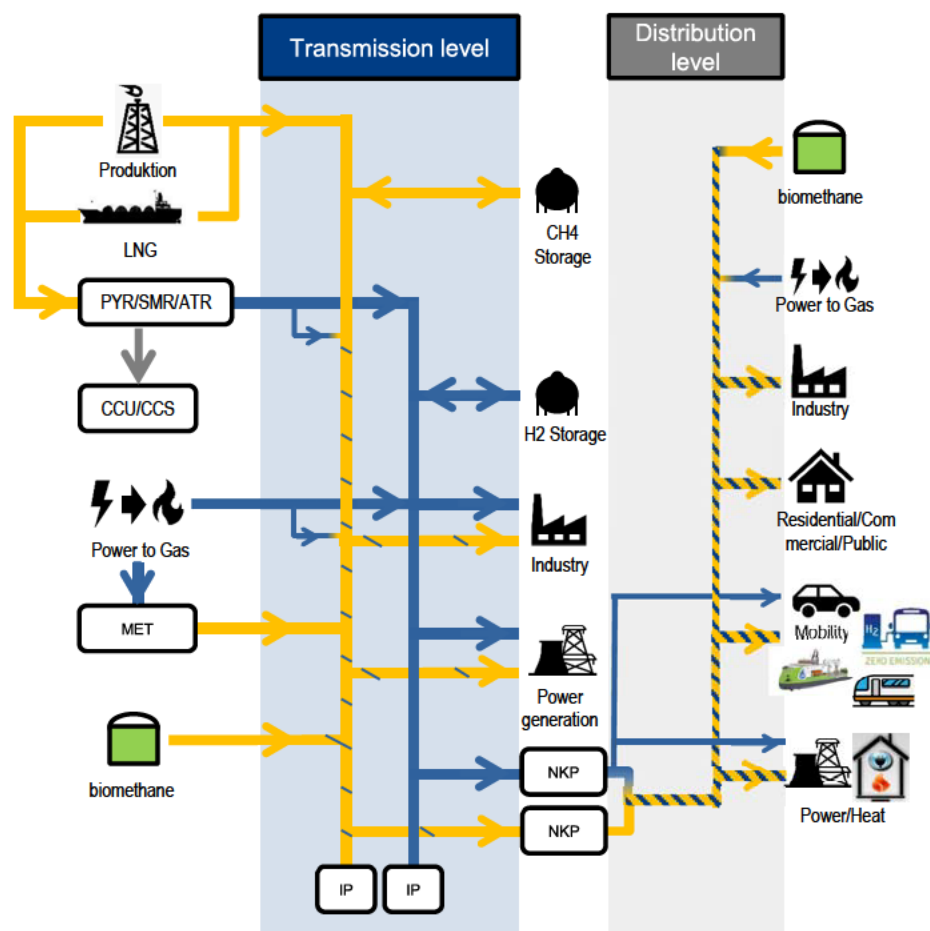 Transmission level
Distribution
level
Produktion
LNG
PYR/SMR/ATR
CCU/CCS
Power to Gas
MET
biomethane
CH4
Storage
H2 Storage
Industry
Power
generation
NKP
NKP
IP
IP
biomethane
Power to Gas
Industry
Residential/Com
mercial/Public
Mobility
H2
ZERO EMISSION
Power/Heat